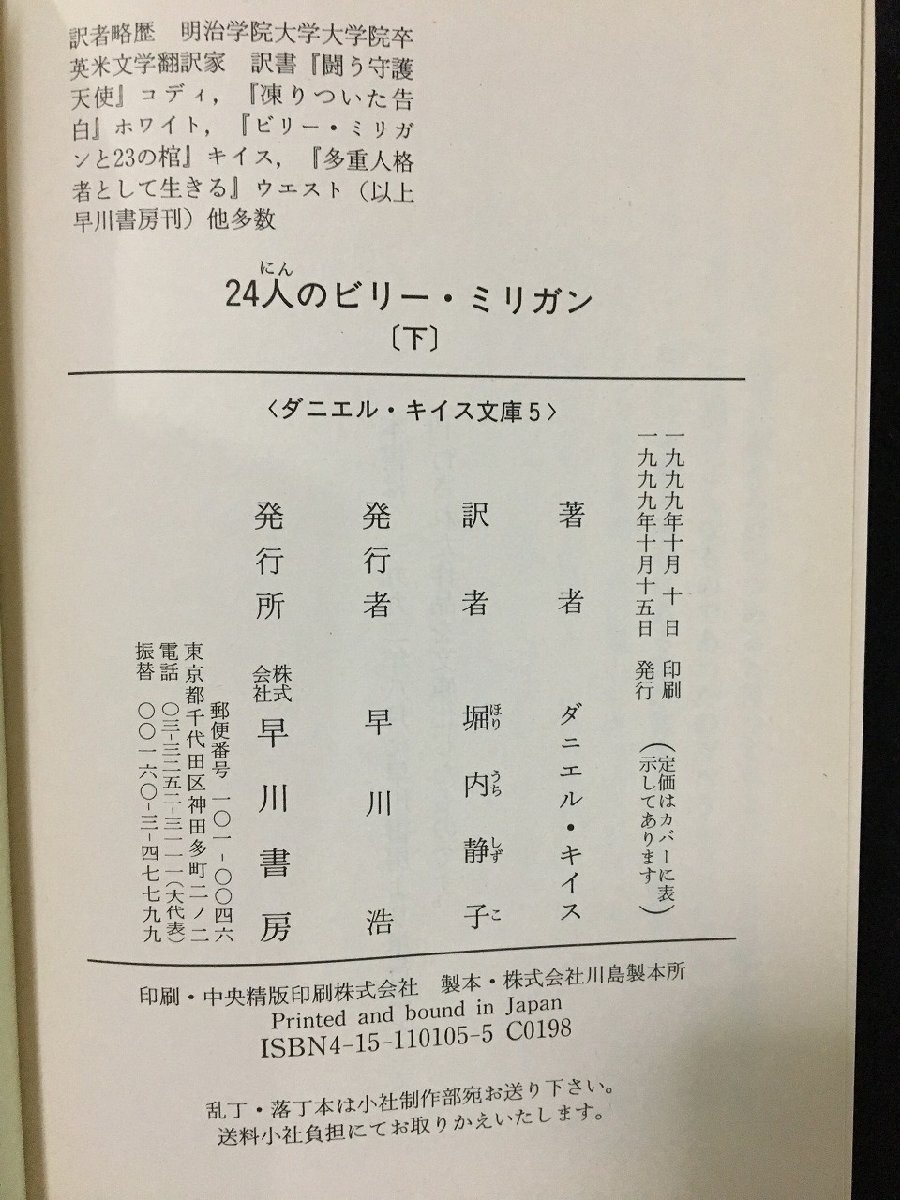 訳者略歴　明治学院大学大学院卒
英米文学翻訳家　訳書『闘う守護
天使』コディ，『凍りついた告
白』ホワイト，『ビリー・ミリガ
ンと23の棺』キイス，『多重人格
者として生きる』ウエスト（以上
早川書房刊）他多数
にん
24人のビリー・ミリガン
〔下〕
〈ダニエル・キイス文庫5〉
一九九九年十月　十　日　印刷
一九九九年十月十五日　発行
（定価はカバーに表
示してあります）
著者　ダニエル・キイス
訳者　堀内静子
ほり うち しず こ
発行者　早川　浩
発行所　株式会社　早川書房
郵便番号　一〇一-〇〇四六
東京都千代田区神田多町二ノ二
電話　〇三-三二五二-三一一一（大代表）
振替　〇〇一六〇-三-四七七九九
印刷・中央精版印刷株式会社　製本・株式会社川島製本所
Printed and bound in Japan
ISBN4-15-110105-5 C0198
乱丁・落丁本は小社制作部宛お送り下さい。
送料小社負担にてお取りかえいたします。